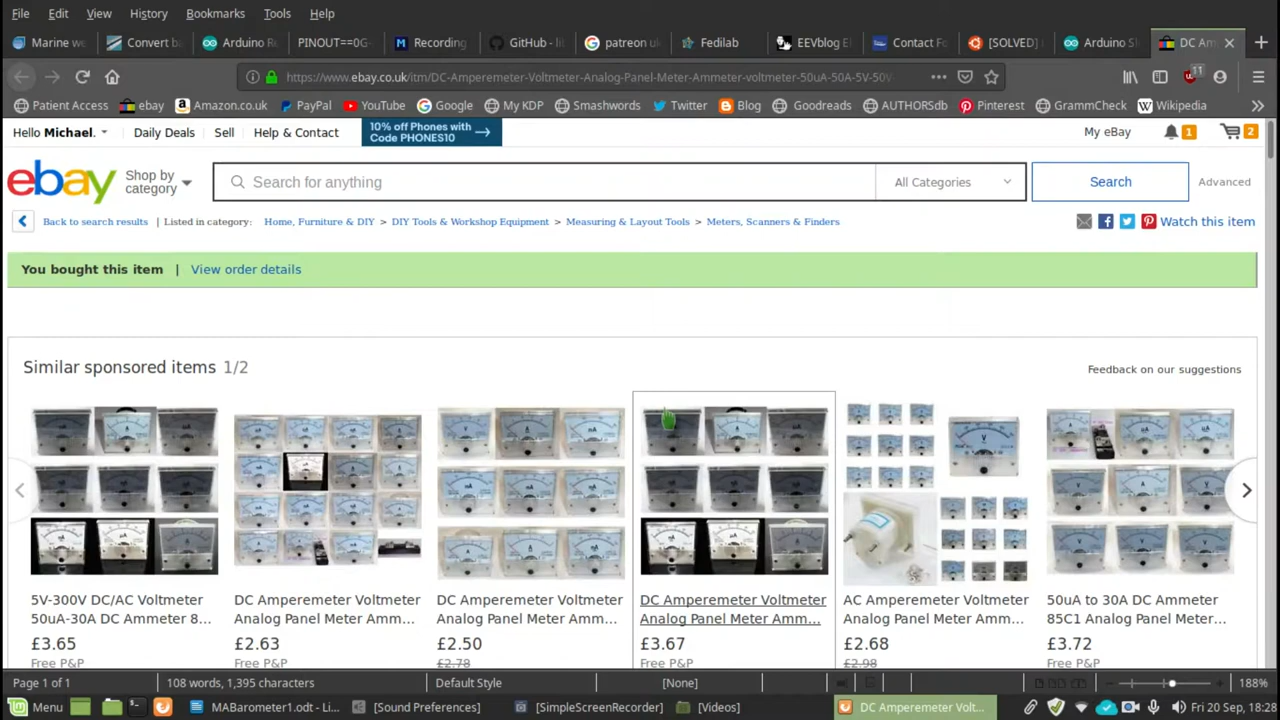 File Edit View History Bookmarks Tools Help
Marine we Convert ba Arduino Re PINOUT==0G Recording GitHub - li patreon uk Fedilab EEVblog El Contact Fo [SOLVED] Arduino S DC Am
https://www.ebay.co.uk/itm/DC-Amperemeter-Voltmeter-Analog-Panel-Meter-Ammeter-voltmeter-50uA-50A-5V-50V- 11
Patient Access ebay Amazon.co.uk PayPal YouTube Google My KDP Smashwords Twitter Blog Goodreads AUTHORSdb Pinterest GrammCheck Wikipedia
Hello Michael. Daily Deals Sell Help & Contact 10% off Phones with Code PHONES10 My eBay 1 2
ebay Shop by category Search for anything All Categories Search Advanced
Back to search results | Listed in category: Home, Furniture & DIY > DIY Tools & Workshop Equipment > Measuring & Layout Tools > Meters, Scanners & Finders Watch this item
You bought this item | View order details
Similar sponsored items 1/2 Feedback on our suggestions
5V-300V DC/AC Voltmeter 50uA-30A DC Ammeter 8...
£3.65
Free P&P
DC Amperemeter Voltmeter Analog Panel Meter Amm...
£2.63
Free P&P
DC Amperemeter Voltmeter Analog Panel Meter Amm...
£2.50
£2.78
DC Amperemeter Voltmeter Analog Panel Meter Amm...
£3.67
Free P&P
AC Amperemeter Voltmeter Analog Panel Meter Amm...
£2.68
£2.98
50uA to 30A DC Ammeter 85C1 Analog Panel Meter...
£3.72
Free P&P
Page 1 of 1 108 words, 1,395 characters Default Style [None] 188%
Menu MABarometer1.odt - Li... [Sound Preferences] [SimpleScreenRecorder] [Videos] DC Amperemeter Volt... Fri 20 Sep, 18:28